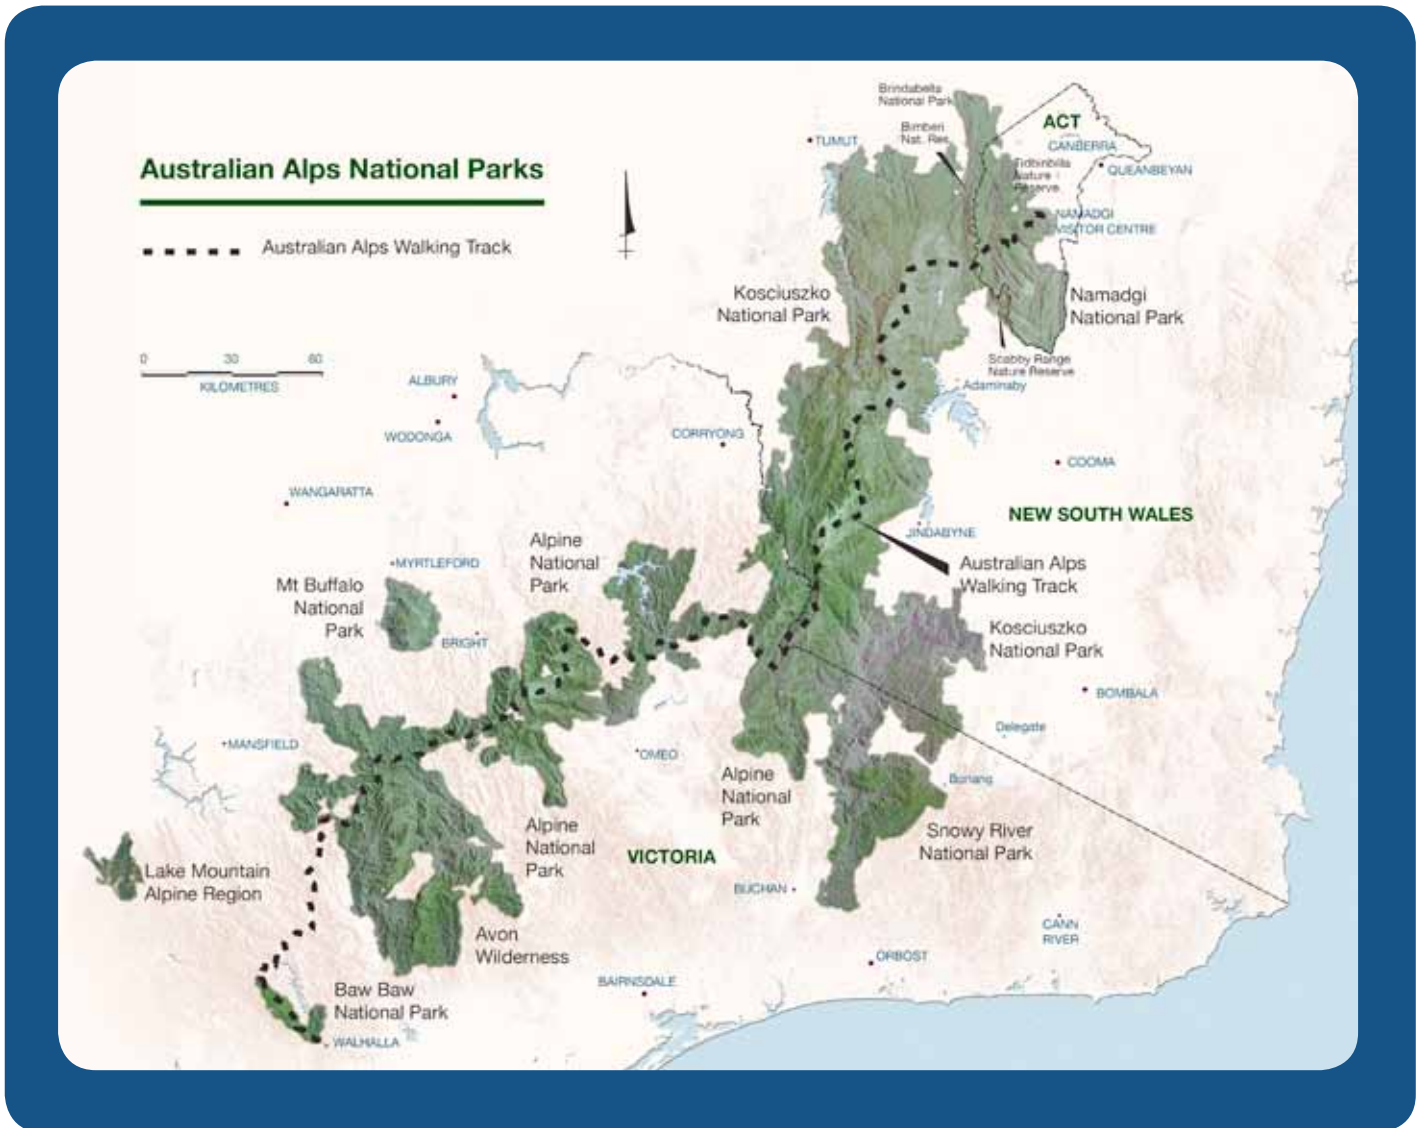 Australian Alps National Parks
Australian Alps Walking Track
0 30 60
KILOMETRES
Brindabella
National Park
Bimberi
Nat. Res.
ACT
CANBERRA
TUMUT
Tidbinbilla
Nature
Reserve
QUEANBEYAN
NAMADGI
VISITOR CENTRE
Kosciuszko
National Park
Namadgi
National Park
Scabby Range
Nature Reserve
Adaminaby
ALBURY
WODONGA
CORRYONG
COOMA
WANGARATTA
NEW SOUTH WALES
JINDABYNE
Alpine
National
Park
MYRTLEFORD
Australian Alps
Walking Track
Mt Buffalo
National
Park
BRIGHT
Kosciuszko
National Park
BOMBALA
Delegate
MANSFIELD
OMEO
Alpine
National
Park
Bonang
Alpine
National
Park
Snowy River
National Park
VICTORIA
Lake Mountain
Alpine Region
BUCHAN
CANN
RIVER
Avon
Wilderness
ORBOST
BAIRNSDALE
Baw Baw
National Park
WALHALLA